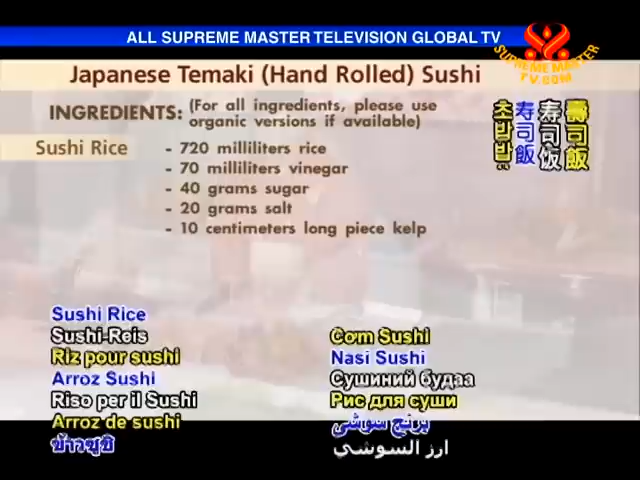 ALL SUPREME MASTER TELEVISION GLOBAL TV
SUPREME MASTER
TV.COM
Japanese Temaki (Hand Rolled) Sushi
INGREDIENTS: (For all ingredients, please use
organic versions if available)
Sushi Rice - 720 milliliters rice
- 70 milliliters vinegar
- 40 grams sugar
- 20 grams salt
- 10 centimeters long piece kelp
壽司飯
寿司饭
寿司飯
초밥밥
Sushi Rice
Sushi-Reis
Riz pour sushi
Arroz Sushi
Riso per il Sushi
Arroz de sushi
ข้าวซูชิ
Cơm Sushi
Nasi Sushi
Сушиний будаа
Рис для суши
برنج سوشی
ارز السوشي